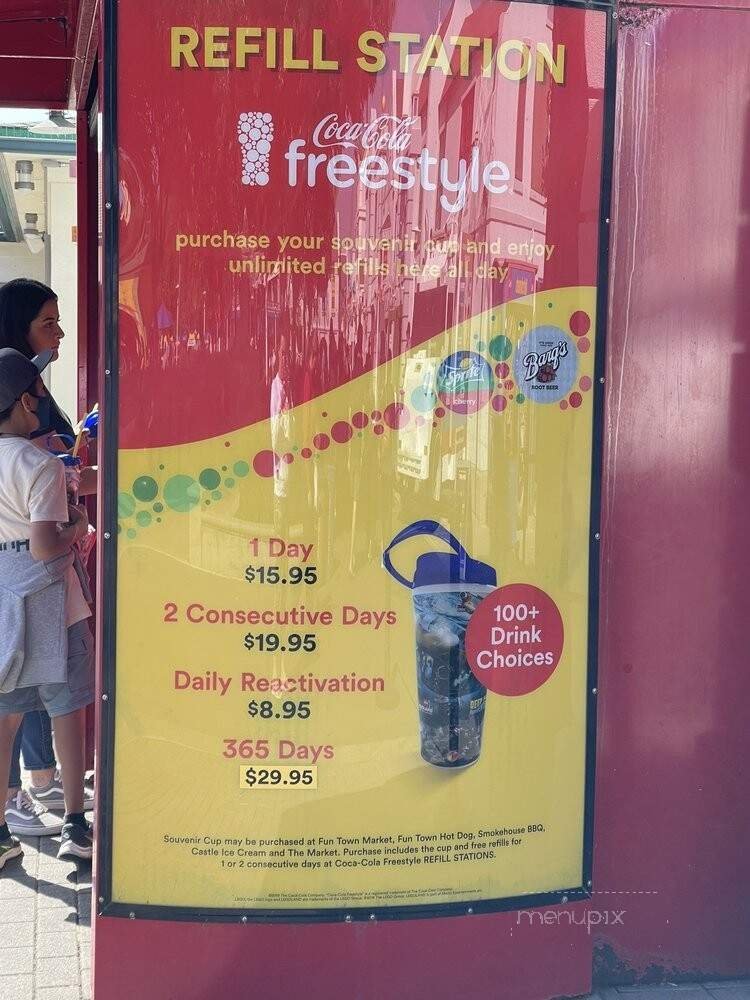 REFILL STATION
Coca-Cola
freestyle
purchase your souvenir cup and enjoy
unlimited refills here all day
Sprite
cherry
Barq's
ROOT BEER
1 Day
$15.95
2 Consecutive Days
$19.95
Daily Reactivation
$8.95
365 Days
$29.95
100+
Drink
Choices
Souvenir Cup may be purchased at Fun Town Market, Fun Town Hot Dog, Smokehouse BBQ,
Castle Ice Cream and The Market. Purchase includes the cup and free refills for
1 or 2 consecutive days at Coca-Cola Freestyle REFILL STATIONS.
menupix